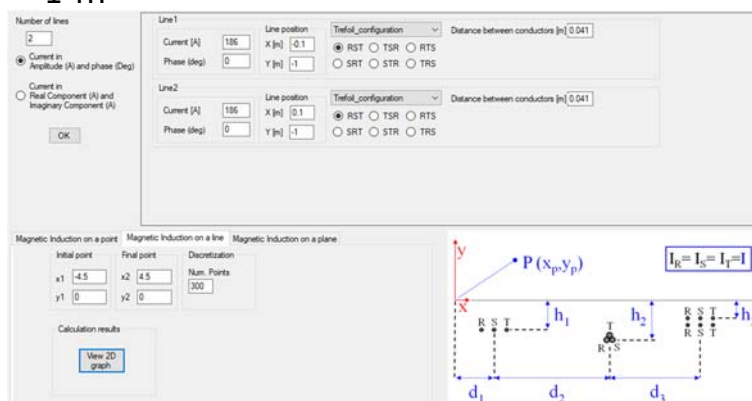 Number of lines
2
Current in
Amplitude (A) and phase (Deg)
Current in
Real Component (A) and
Imaginary Component (A)
OK
Line1
Current [A] 186
Phase (deg) 0
Line position
X [m] -0.1
Y [m] -1
Trefoil_configuration
RST TSR RTS
SRT STR TRS
Distance between conductors [m] 0.041
Line2
Current [A] 186
Phase (deg) 0
Line position
X [m] 0.1
Y [m] -1
Trefoil_configuration
RST TSR RTS
SRT STR TRS
Distance between conductors [m] 0.041
Magnetic Induction on a point Magnetic Induction on a line Magnetic Induction on a plane
Initial point
x1 -4.5
y1 0
Final point
x2 4.5
y2 0
Discretization
Num. Points
300
Calculation results
View 2D
graph
y
P (xp,yp)
IR= IS= IT=I
x
R S T
h1
T
R S
h2
R S T
R S T
h
d1 d2 d3